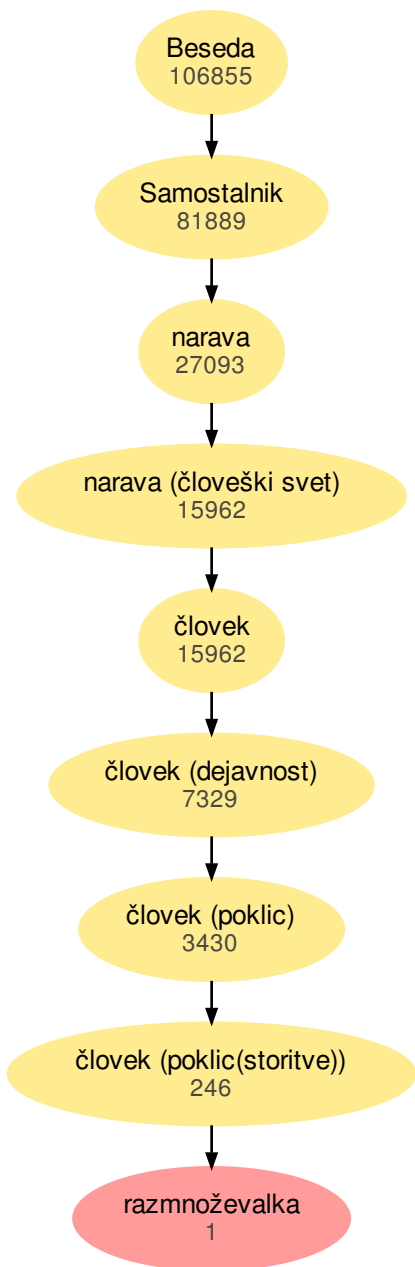 Beseda
106855
Samostalnik
81889
narava
27093
narava (človeški svet)
15962
človek
15962
človek (dejavnost)
7329
človek (poklic)
3430
človek (poklic(storitve))
246
razmnoževalka
1